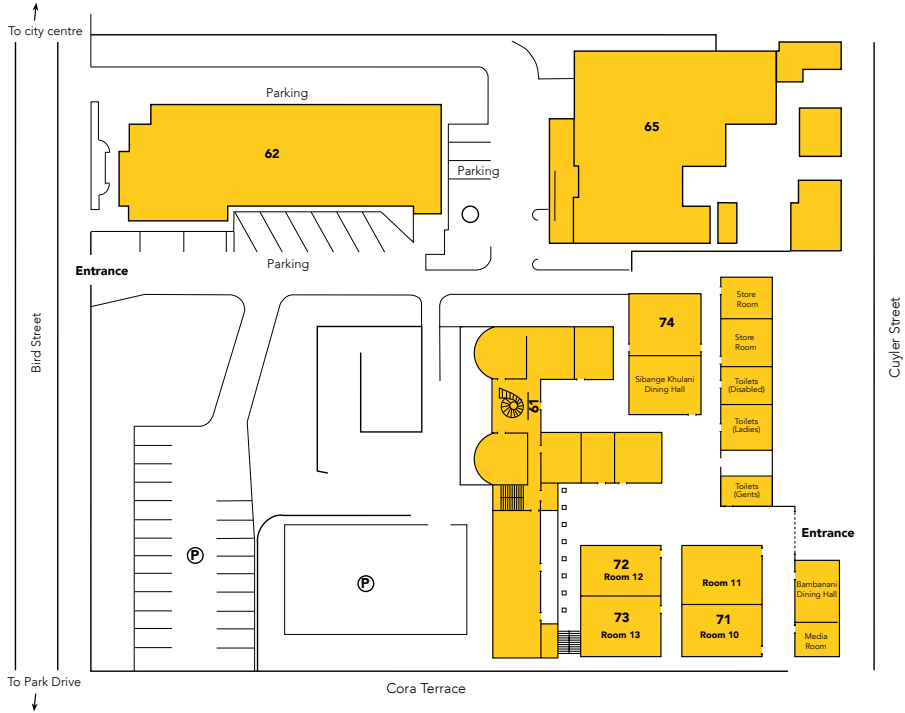 To city centre
Parking
62
65
Parking
Parking
Entrance
Bird Street
Cuyler Street
74
Store
Room
Store
Room
Sibange Khulani
Dining Hall
Toilets
(Disabled)
61
Toilets
(Ladies)
Toilets
(Gents)
Entrance
P
P
72
Room 12
Room 11
Bambanani
Dining Hall
73
Room 13
71
Room 10
Media
Room
To Park Drive
Cora Terrace